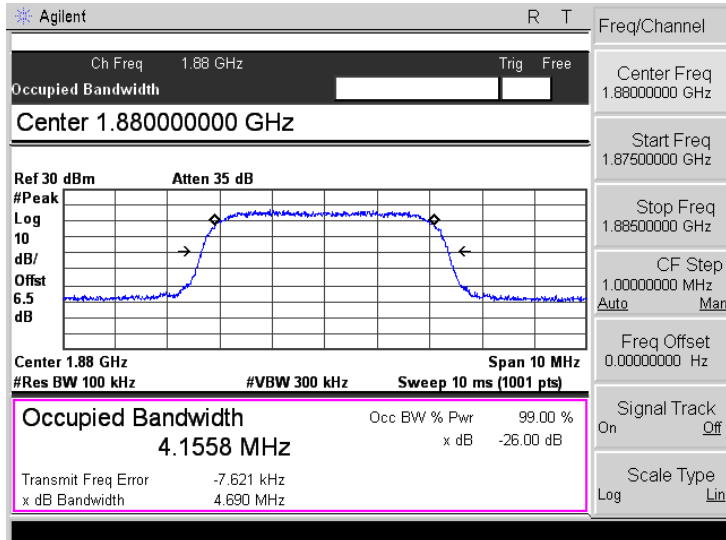 Agilent R T
Ch Freq 1.88 GHz Trig Free
Occupied Bandwidth
Center 1.880000000 GHz
Ref 30 dBm Atten 35 dB
#Peak
Log
10
dB/
Offst
6.5
dB
Center 1.88 GHz Span 10 MHz
#Res BW 100 kHz #VBW 300 kHz Sweep 10 ms (1001 pts)
Occupied Bandwidth Occ BW % Pwr 99.00 %
4.1558 MHz x dB -26.00 dB
Transmit Freq Error -7.621 kHz
x dB Bandwidth 4.690 MHz
Freq/Channel
Center Freq
1.88000000 GHz
Start Freq
1.87500000 GHz
Stop Freq
1.88500000 GHz
CF Step
1.00000000 MHz
Auto Man
Freq Offset
0.00000000 Hz
Signal Track
On Off
Scale Type
Log Lin